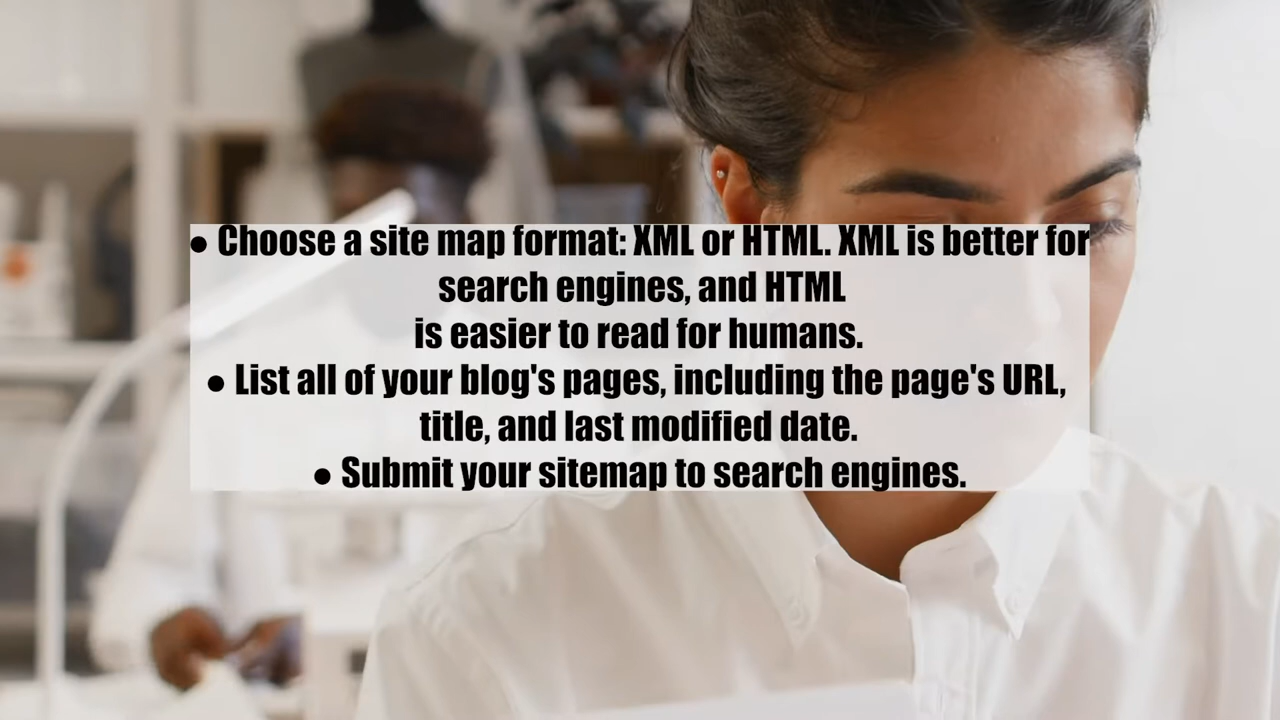 ● Choose a site map format: XML or HTML. XML is better for
search engines, and HTML
is easier to read for humans.
● List all of your blog's pages, including the page's URL,
title, and last modified date.
● Submit your sitemap to search engines.